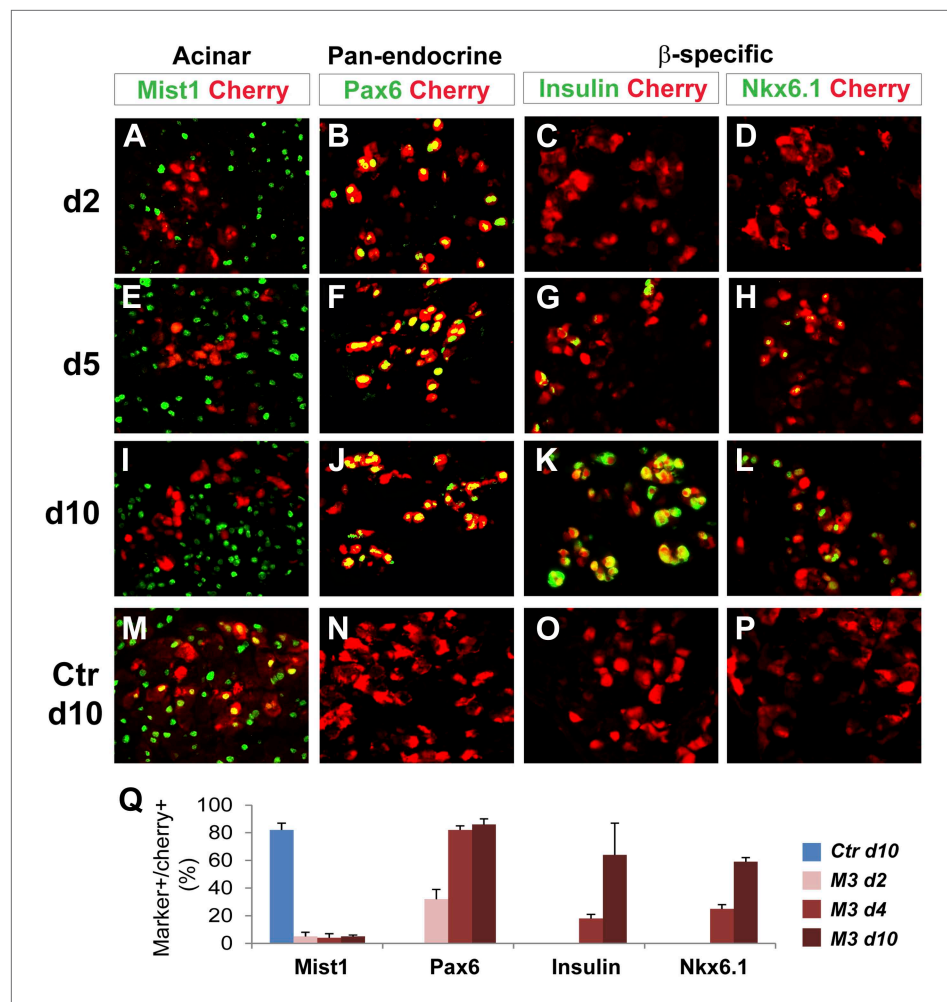 Acinar Pan-endocrine β-specific
Mist1 Cherry Pax6 Cherry Insulin Cherry Nkx6.1 Cherry
A B C D
d2
E F G H
d5
I J K L
d10
M N O P
Ctr
d10
Q
Marker+/cherry+
(%)
100
80
60
40
20
0
Mist1 Pax6 Insulin Nkx6.1
Ctr d10
M3 d2
M3 d4
M3 d10